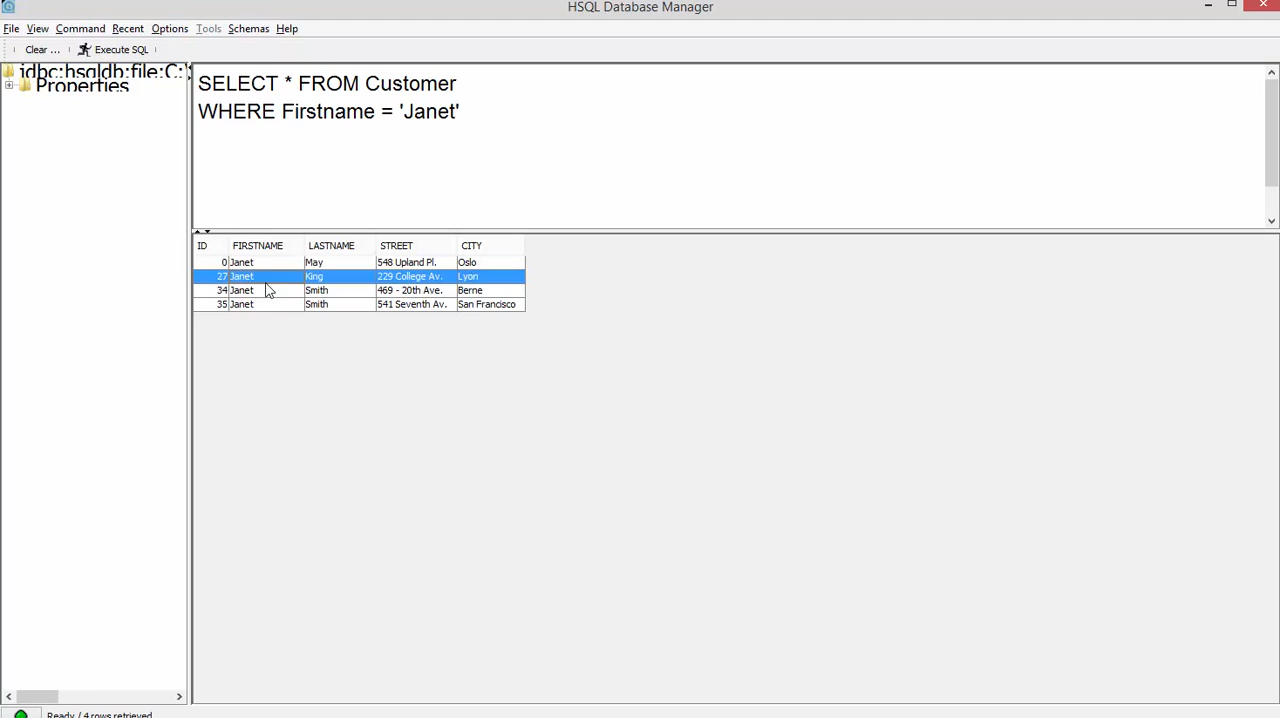 HSQL Database Manager
File View Command Recent Options Tools Schemas Help
Clear ... Execute SQL
jdbc:hsqldb:file:C:\
Properties
SELECT * FROM Customer
WHERE Firstname = 'Janet'
ID FIRSTNAME LASTNAME STREET CITY
0 Janet May 548 Upland Pl. Oslo
27 Janet King 229 College Av. Lyon
34 Janet Smith 469 - 20th Ave. Berne
35 Janet Smith 541 Seventh Av. San Francisco
Ready / 4 rows retrieved